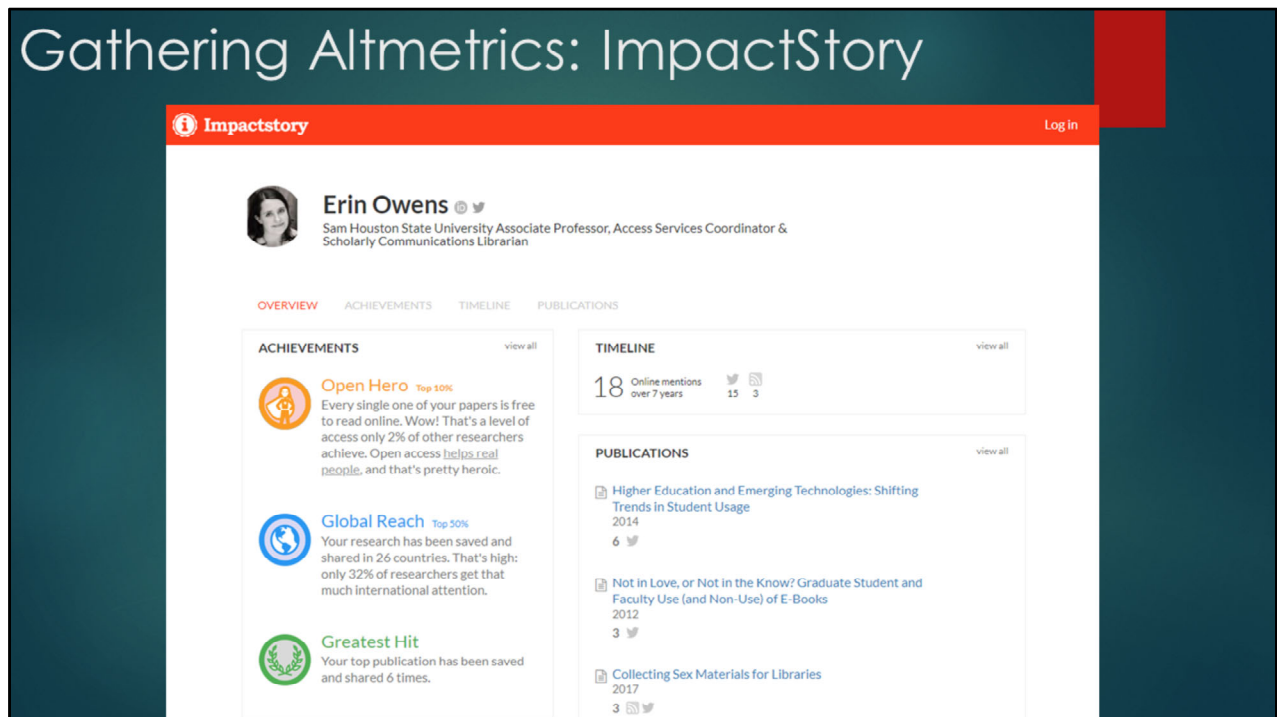 Gathering Altmetrics: ImpactStory
Impactstory
Log in
Erin Owens
Sam Houston State University Associate Professor, Access Services Coordinator &
Scholarly Communications Librarian
OVERVIEW ACHIEVEMENTS TIMELINE PUBLICATIONS
ACHIEVEMENTS view all
Open Hero Top 10%
Every single one of your papers is free
to read online. Wow! That's a level of
access only 2% of other researchers
achieve. Open access helps real
people, and that's pretty heroic.
Global Reach Top 50%
Your research has been saved and
shared in 26 countries. That's high:
only 32% of researchers get that
much international attention.
Greatest Hit
Your top publication has been saved
and shared 6 times.
TIMELINE view all
18 Online mentions
over 7 years
15 3
PUBLICATIONS view all
Higher Education and Emerging Technologies: Shifting
Trends in Student Usage
2014
6
Not in Love, or Not in the Know? Graduate Student and
Faculty Use (and Non-Use) of E-Books
2012
3
Collecting Sex Materials for Libraries
2017
3